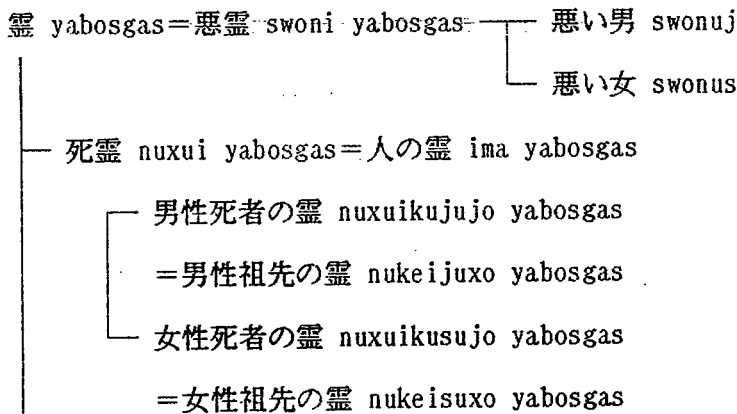 霊 yabosgas=悪霊 swoni yabosgas 悪い男 swonuj
悪い女 swonus
死霊 nuxui yabosgas=人の霊 ima yabosgas
男性死者の霊 nuxuikujujo yabosgas
=男性祖先の霊 nukeijuxo yabosgas
女性死者の霊 nuxuikusujo yabosgas
=女性祖先の霊 nukeisuxo yabosgas